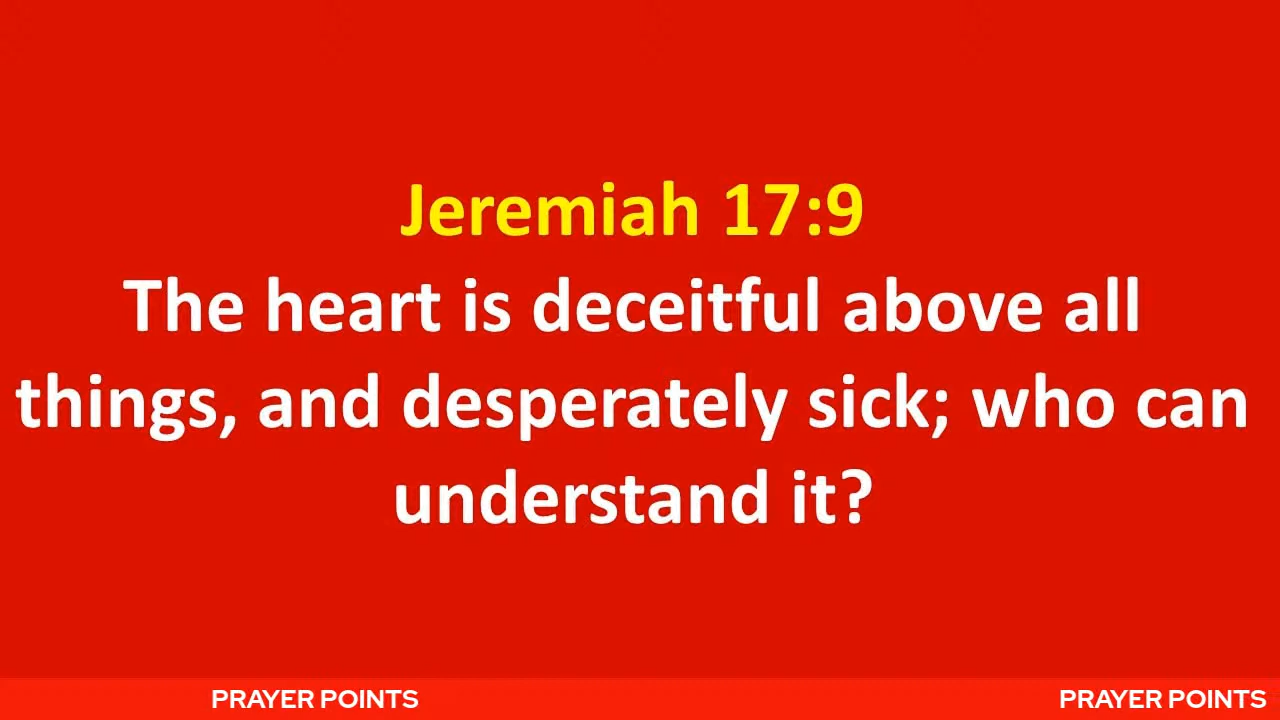 Jeremiah 17:9
The heart is deceitful above all
things, and desperately sick; who can
understand it?
PRAYER POINTS PRAYER POINTS